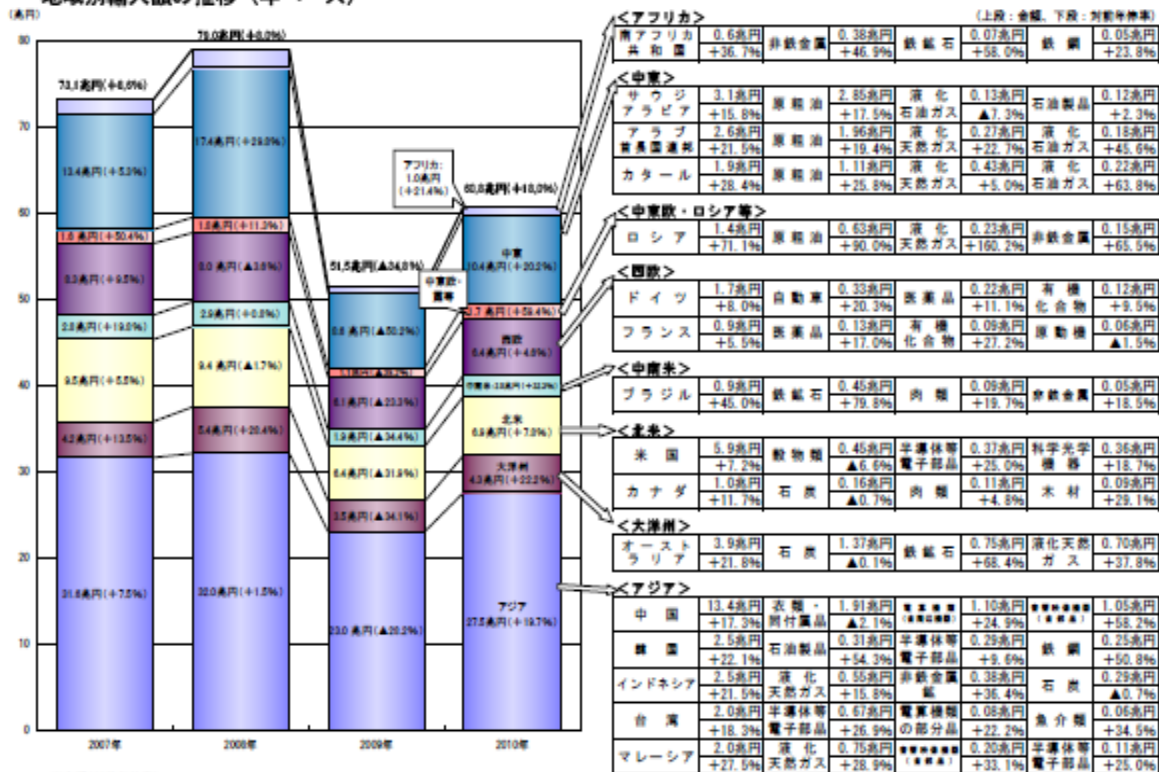 (兆円)
<アフリカ>
(上段：金額、下段：対前年伸率)
南アフリカ共和国 0.6兆円 +36.7% 非鉄金属 0.38兆円 +46.9% 鉄鉱石 0.07兆円 +58.0% 鉄鋼 0.05兆円 +23.8%
<中東>
サウジアラビア 3.1兆円 +15.8% 原粗油 2.85兆円 +17.5% 液化石油ガス 0.13兆円 ▲7.3% 石油製品 0.12兆円 +2.3%
アラブ首長国連邦 2.6兆円 +21.5% 原粗油 1.96兆円 +19.4% 液化天然ガス 0.27兆円 +22.7% 液化石油ガス 0.18兆円 +45.6%
カタール 1.9兆円 +28.4% 原粗油 1.11兆円 +25.8% 液化天然ガス 0.43兆円 +5.0% 液化石油ガス 0.22兆円 +63.8%
<中東欧・ロシア等>
ロシア 1.4兆円 +71.1% 原粗油 0.63兆円 +90.0% 液化天然ガス 0.23兆円 +160.2% 非鉄金属 0.15兆円 +65.5%
<西欧>
ドイツ 1.7兆円 +8.0% 自動車 0.33兆円 +20.3% 医薬品 0.22兆円 +11.1% 有機化合物 0.12兆円 +9.5%
フランス 0.9兆円 +5.5% 医薬品 0.13兆円 +17.0% 有機化合物 0.09兆円 +27.2% 原動機 0.06兆円 ▲1.5%
<中南米>
ブラジル 0.9兆円 +45.0% 鉄鉱石 0.45兆円 +79.8% 肉類 0.09兆円 +19.7% 非鉄金属 0.05兆円 +18.5%
<北米>
米国 5.9兆円 +7.2% 穀物類 0.45兆円 ▲6.6% 半導体等電子部品 0.37兆円 +25.0% 科学光学機器 0.36兆円 +18.7%
カナダ 1.0兆円 +11.7% 石炭 0.16兆円 ▲0.7% 肉類 0.11兆円 +4.8% 木材 0.09兆円 +29.1%
<大洋州>
オーストラリア 3.9兆円 +21.8% 石炭 1.37兆円 ▲0.1% 鉄鉱石 0.75兆円 +68.4% 液化天然ガス 0.70兆円 +37.8%
<アジア>
中国 13.4兆円 +17.3% 衣類・同付属品 1.91兆円 ▲2.1% 1.10兆円 +24.9% 1.05兆円 +58.2%
韓国 2.5兆円 +22.1% 石油製品 0.31兆円 +54.3% 半導体等電子部品 0.29兆円 +9.6% 鉄鋼 0.25兆円 +50.8%
インドネシア 2.5兆円 +21.5% 液化天然ガス 0.55兆円 +15.8% 非鉄金属鉱 0.38兆円 +36.4% 石炭 0.29兆円 ▲0.7%
台湾 2.0兆円 +18.3% 半導体等電子部品 0.67兆円 +26.9% 電算機類の部分品 0.08兆円 +22.2% 魚介類 0.06兆円 +34.5%
マレーシア 2.0兆円 +27.5% 液化天然ガス 0.75兆円 +28.9% 0.20兆円 +33.1% 半導体等電子部品 0.11兆円 +25.0%
80
70
60
50
40
30
20
10
0
73.1兆円(+8.6%)
13.4兆円(+5.3%)
1.6兆円(+50.4%)
8.3兆円(+9.5%)
9.5兆円(+5.5%)
4.2兆円(+13.5%)
31.6兆円(+7.5%)
2007年
79.0兆円(+8.0%)
17.4兆円(+29.0%)
1.8兆円(+11.3%)
2.9兆円
9.4兆円(▲1.7%)
32.0兆円(+1.5%)
2008年
51.5兆円(▲34.8%)
(▲50.2%)
6.1兆円(▲23.3%)
1.9兆円(▲34.4%)
6.4兆円(▲31.9%)
3.5兆円(▲34.1%)
23.0兆円
2009年
アフリカ:
1.0兆円
(+21.4%)
60.8兆円(+18.0%)
中東
10.4兆円(+20.2%)
西欧
北米
大洋州
4.3兆円(+22.2%)
アジア
27.5兆円(+19.7%)
2010年